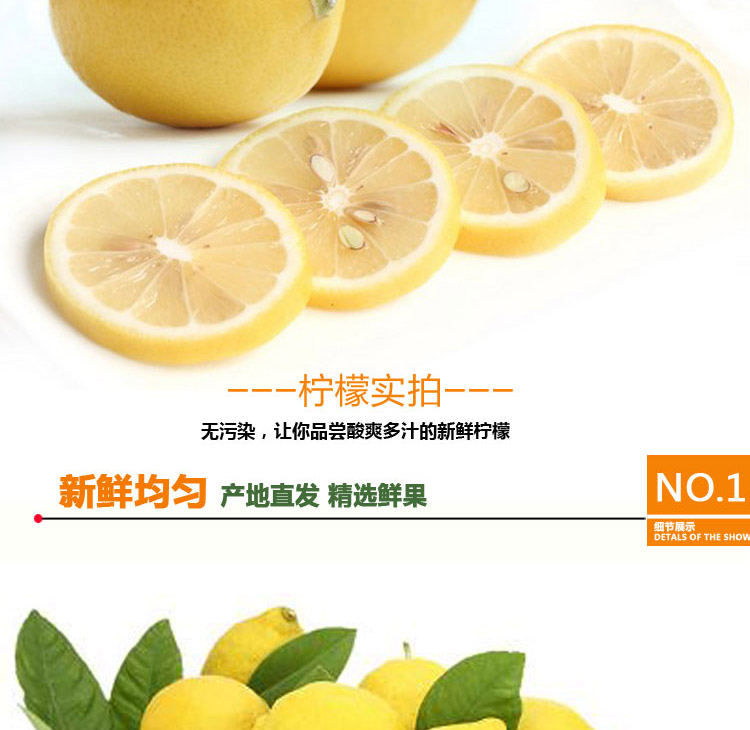 ---柠檬实拍---
无污染，让你品尝酸爽多汁的新鲜柠檬
新鲜均匀 产地直发 精选鲜果
NO.1
细节展示
DETALS OF THE SHOW